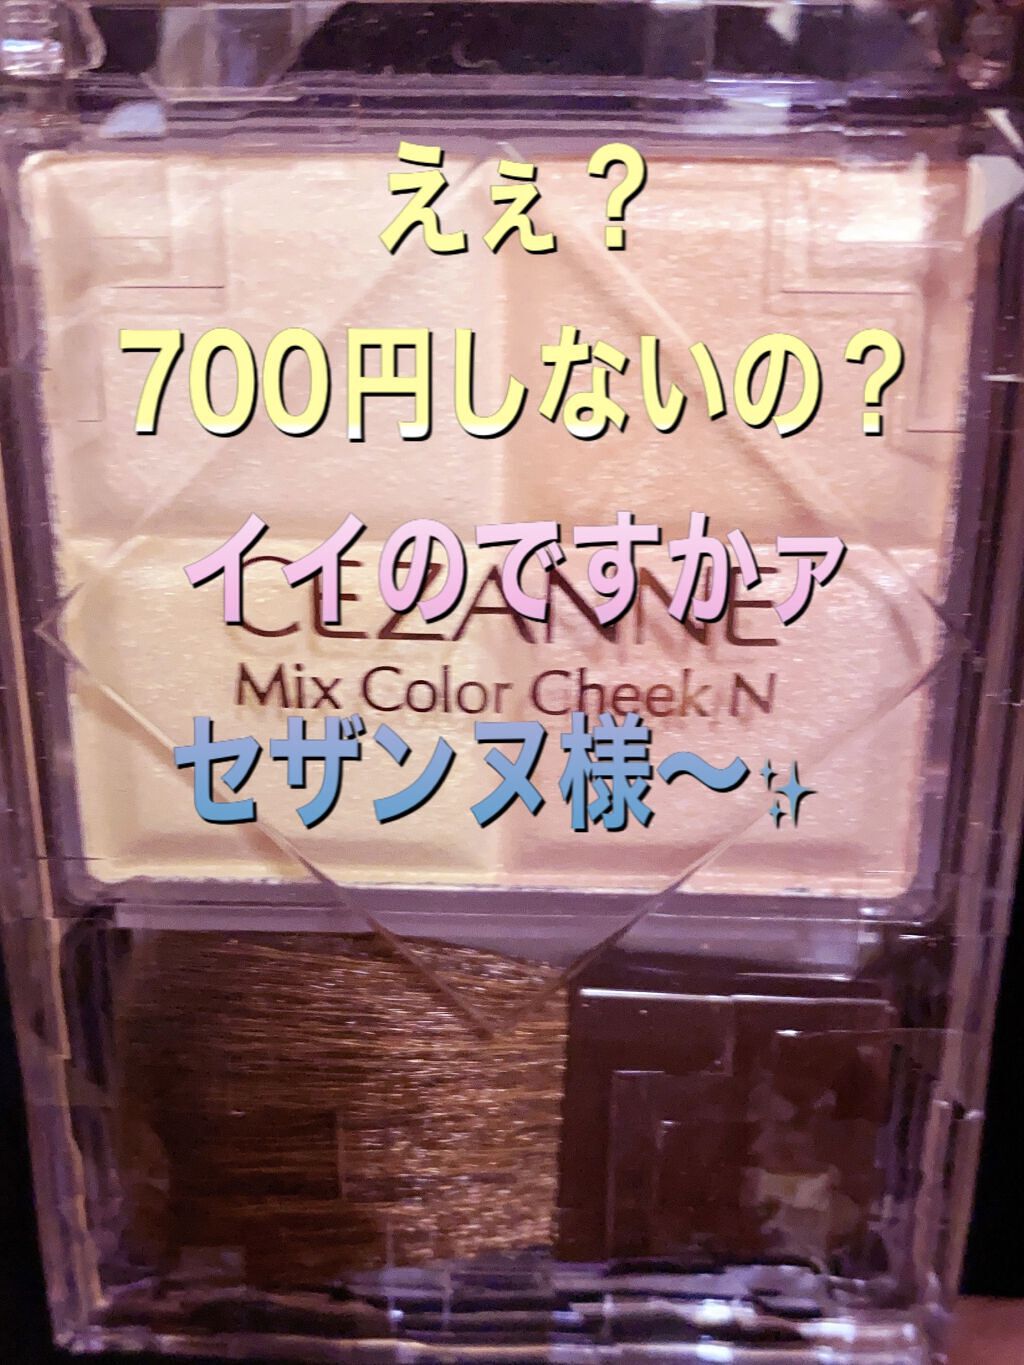 えぇ？
700円しないの？
イイのですかァ
CEZANNE
Mix Color Cheek N
セザンヌ様〜✨